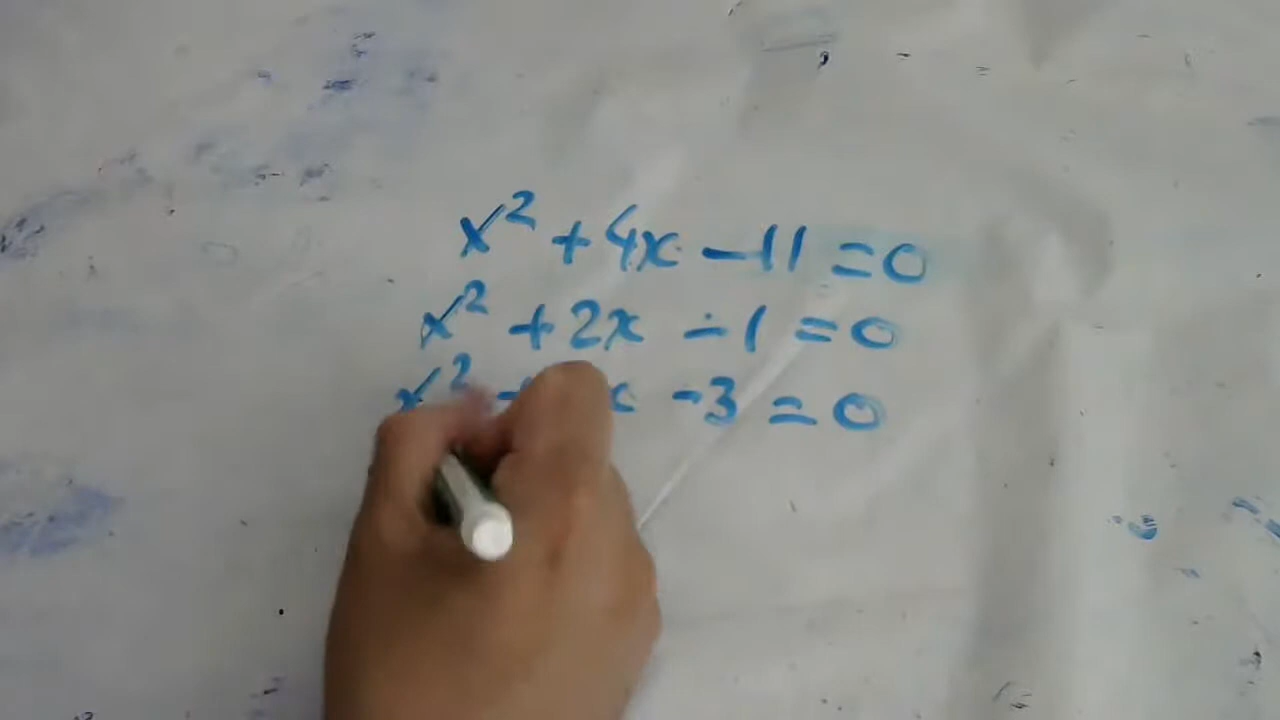 x² + 4x - 11 = 0
x² + 2x - 1 = 0
x² + x - 3 = 0